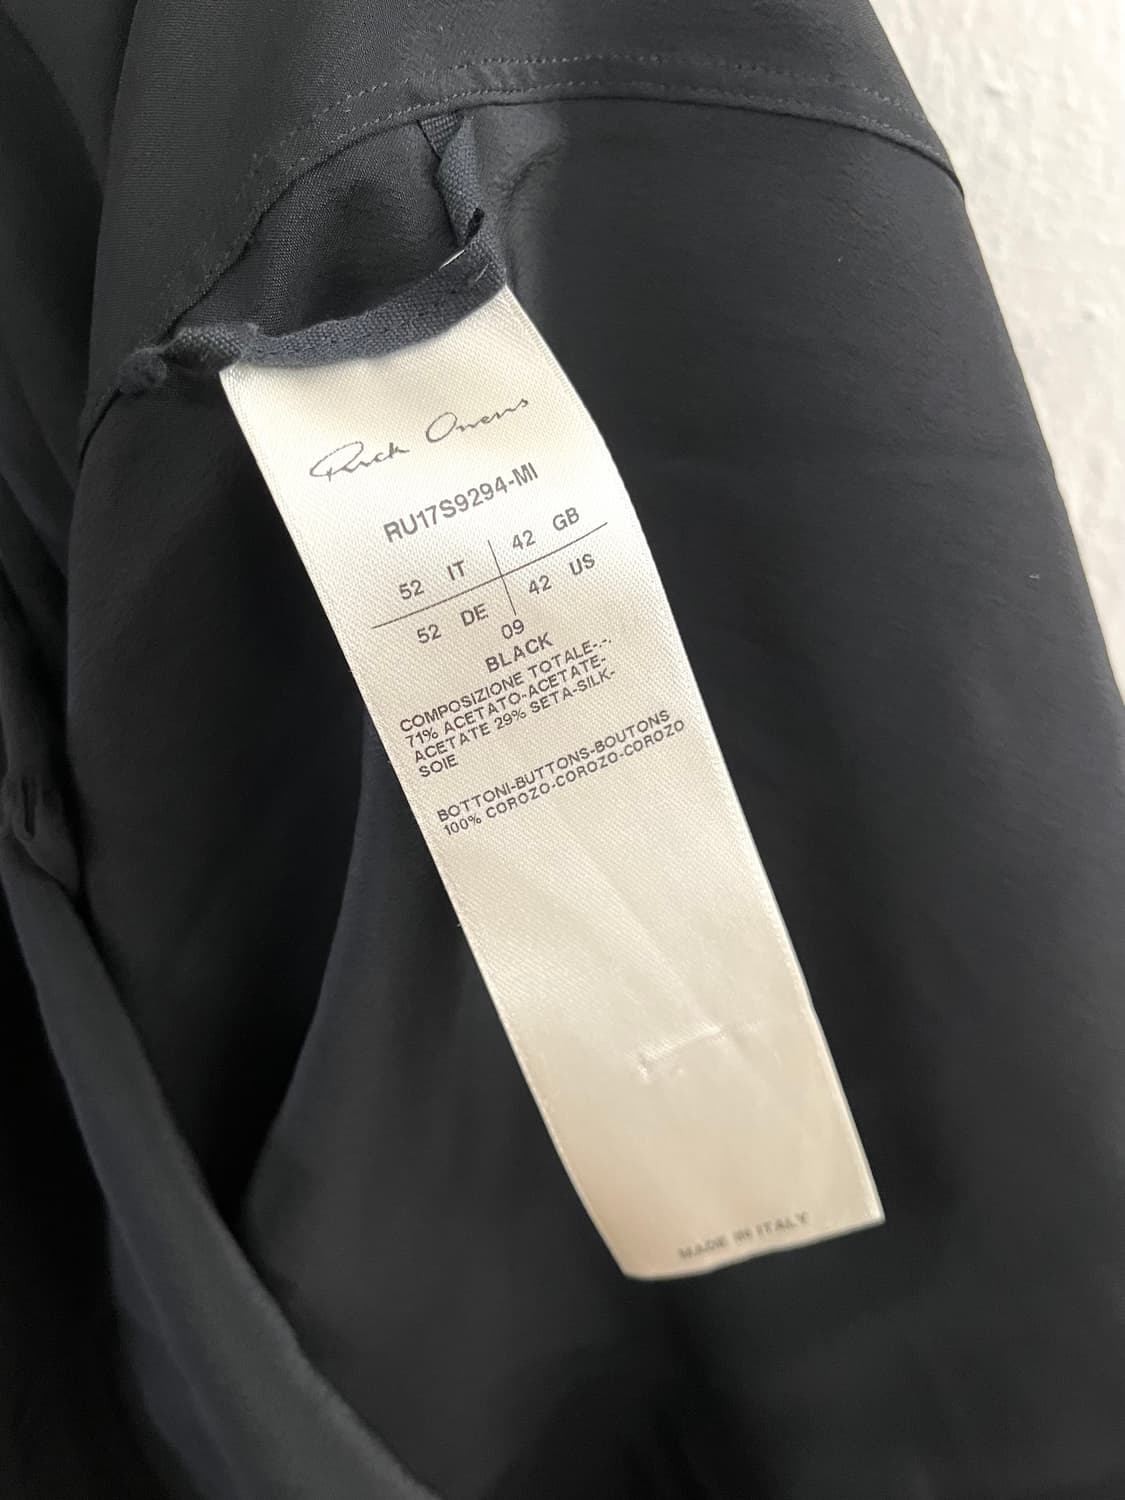 Rick Owens
RU17S9294-MI
52 IT 42 GB
52 DE 42 US
09
BLACK
COMPOSIZIONE TOTALE-.-.
71% ACETATO-ACETATE-
ACETATE 29% SETA-SILK-
SOIE
BOTTONI-BUTTONS-BOUTONS
100% COROZO-COROZO-COROZO
MADE IN ITALY